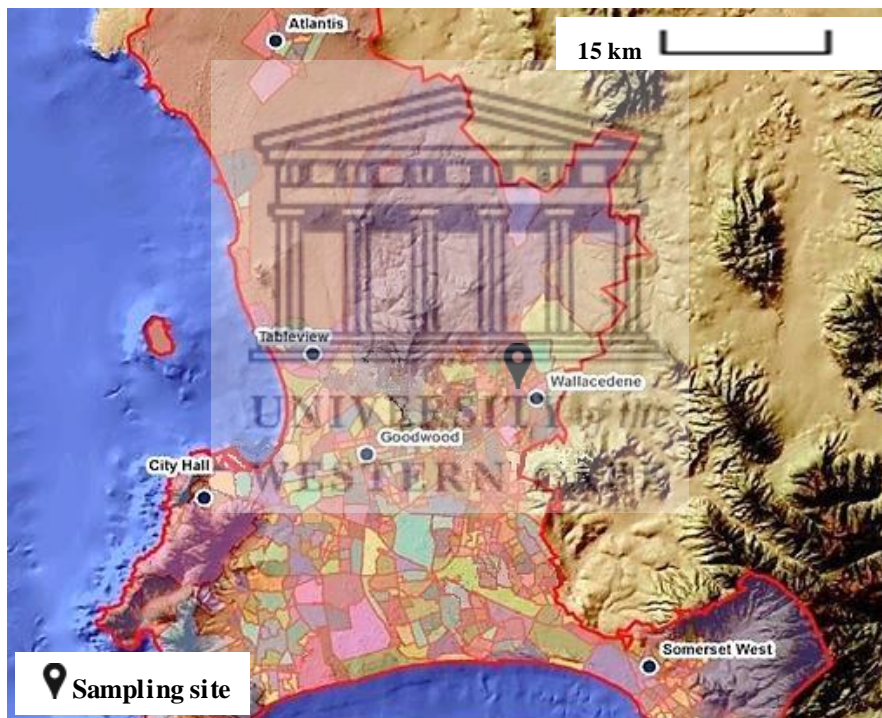 Atlantis
15 km
Tableview
Wallacedene
UNIVERSITY of the
Goodwood
City Hall
WESTERN CAPE
Somerset West
Sampling site